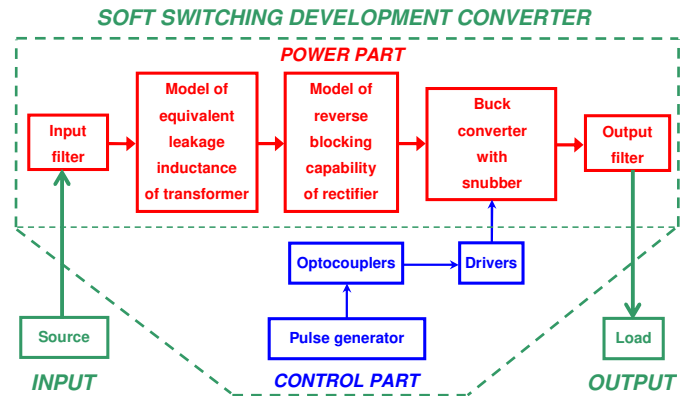 SOFT SWITCHING DEVELOPMENT CONVERTER
POWER PART
Input
filter
Model of
equivalent
leakage
inductance
of transformer
Model of
reverse
blocking
capability
of rectifier
Buck
converter
with
snubber
Output
filter
Optocouplers
Drivers
Source
Pulse generator
Load
INPUT
CONTROL PART
OUTPUT